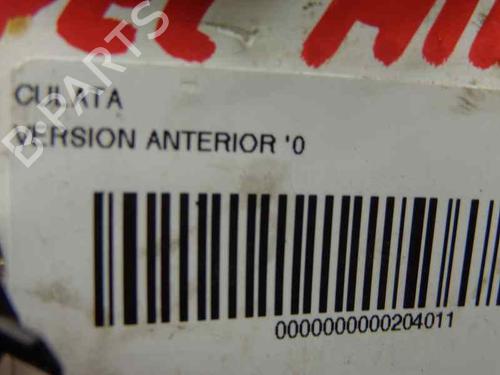 CULATA
VERSION ANTERIOR '0
0000000000204011
B-PARTS